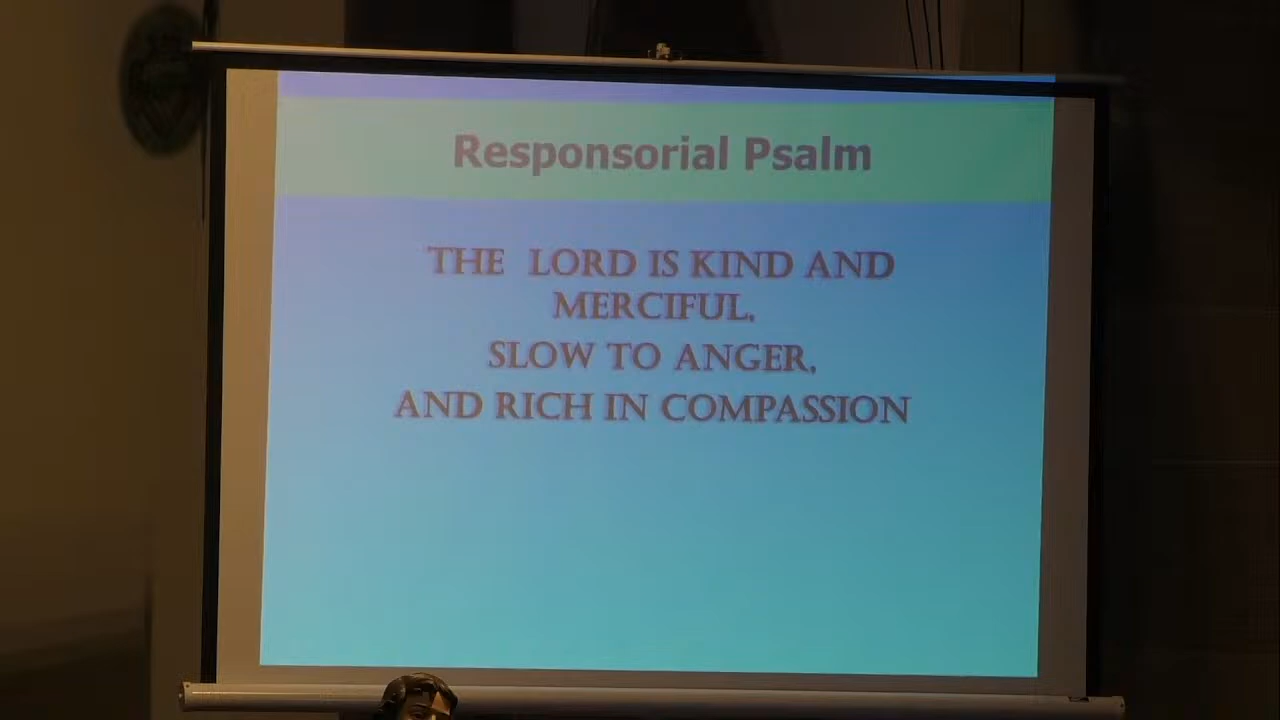 Responsorial Psalm
THE LORD IS KIND AND
MERCIFUL,
SLOW TO ANGER,
AND RICH IN COMPASSION